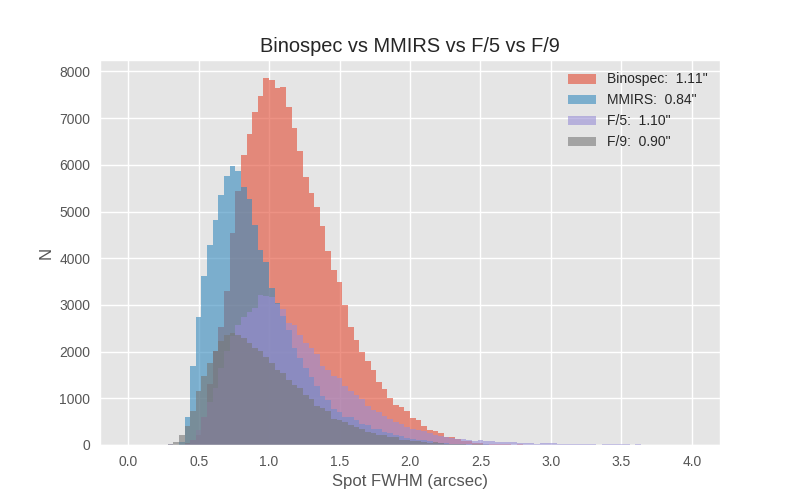 Binospec vs MMIRS vs F/5 vs F/9
Binospec:  1.11"
MMIRS:  0.84"
F/5:  1.10"
F/9:  0.90"
8000
7000
6000
5000
4000
3000
2000
1000
0
N
0.0 0.5 1.0 1.5 2.0 2.5 3.0 3.5 4.0
Spot FWHM (arcsec)